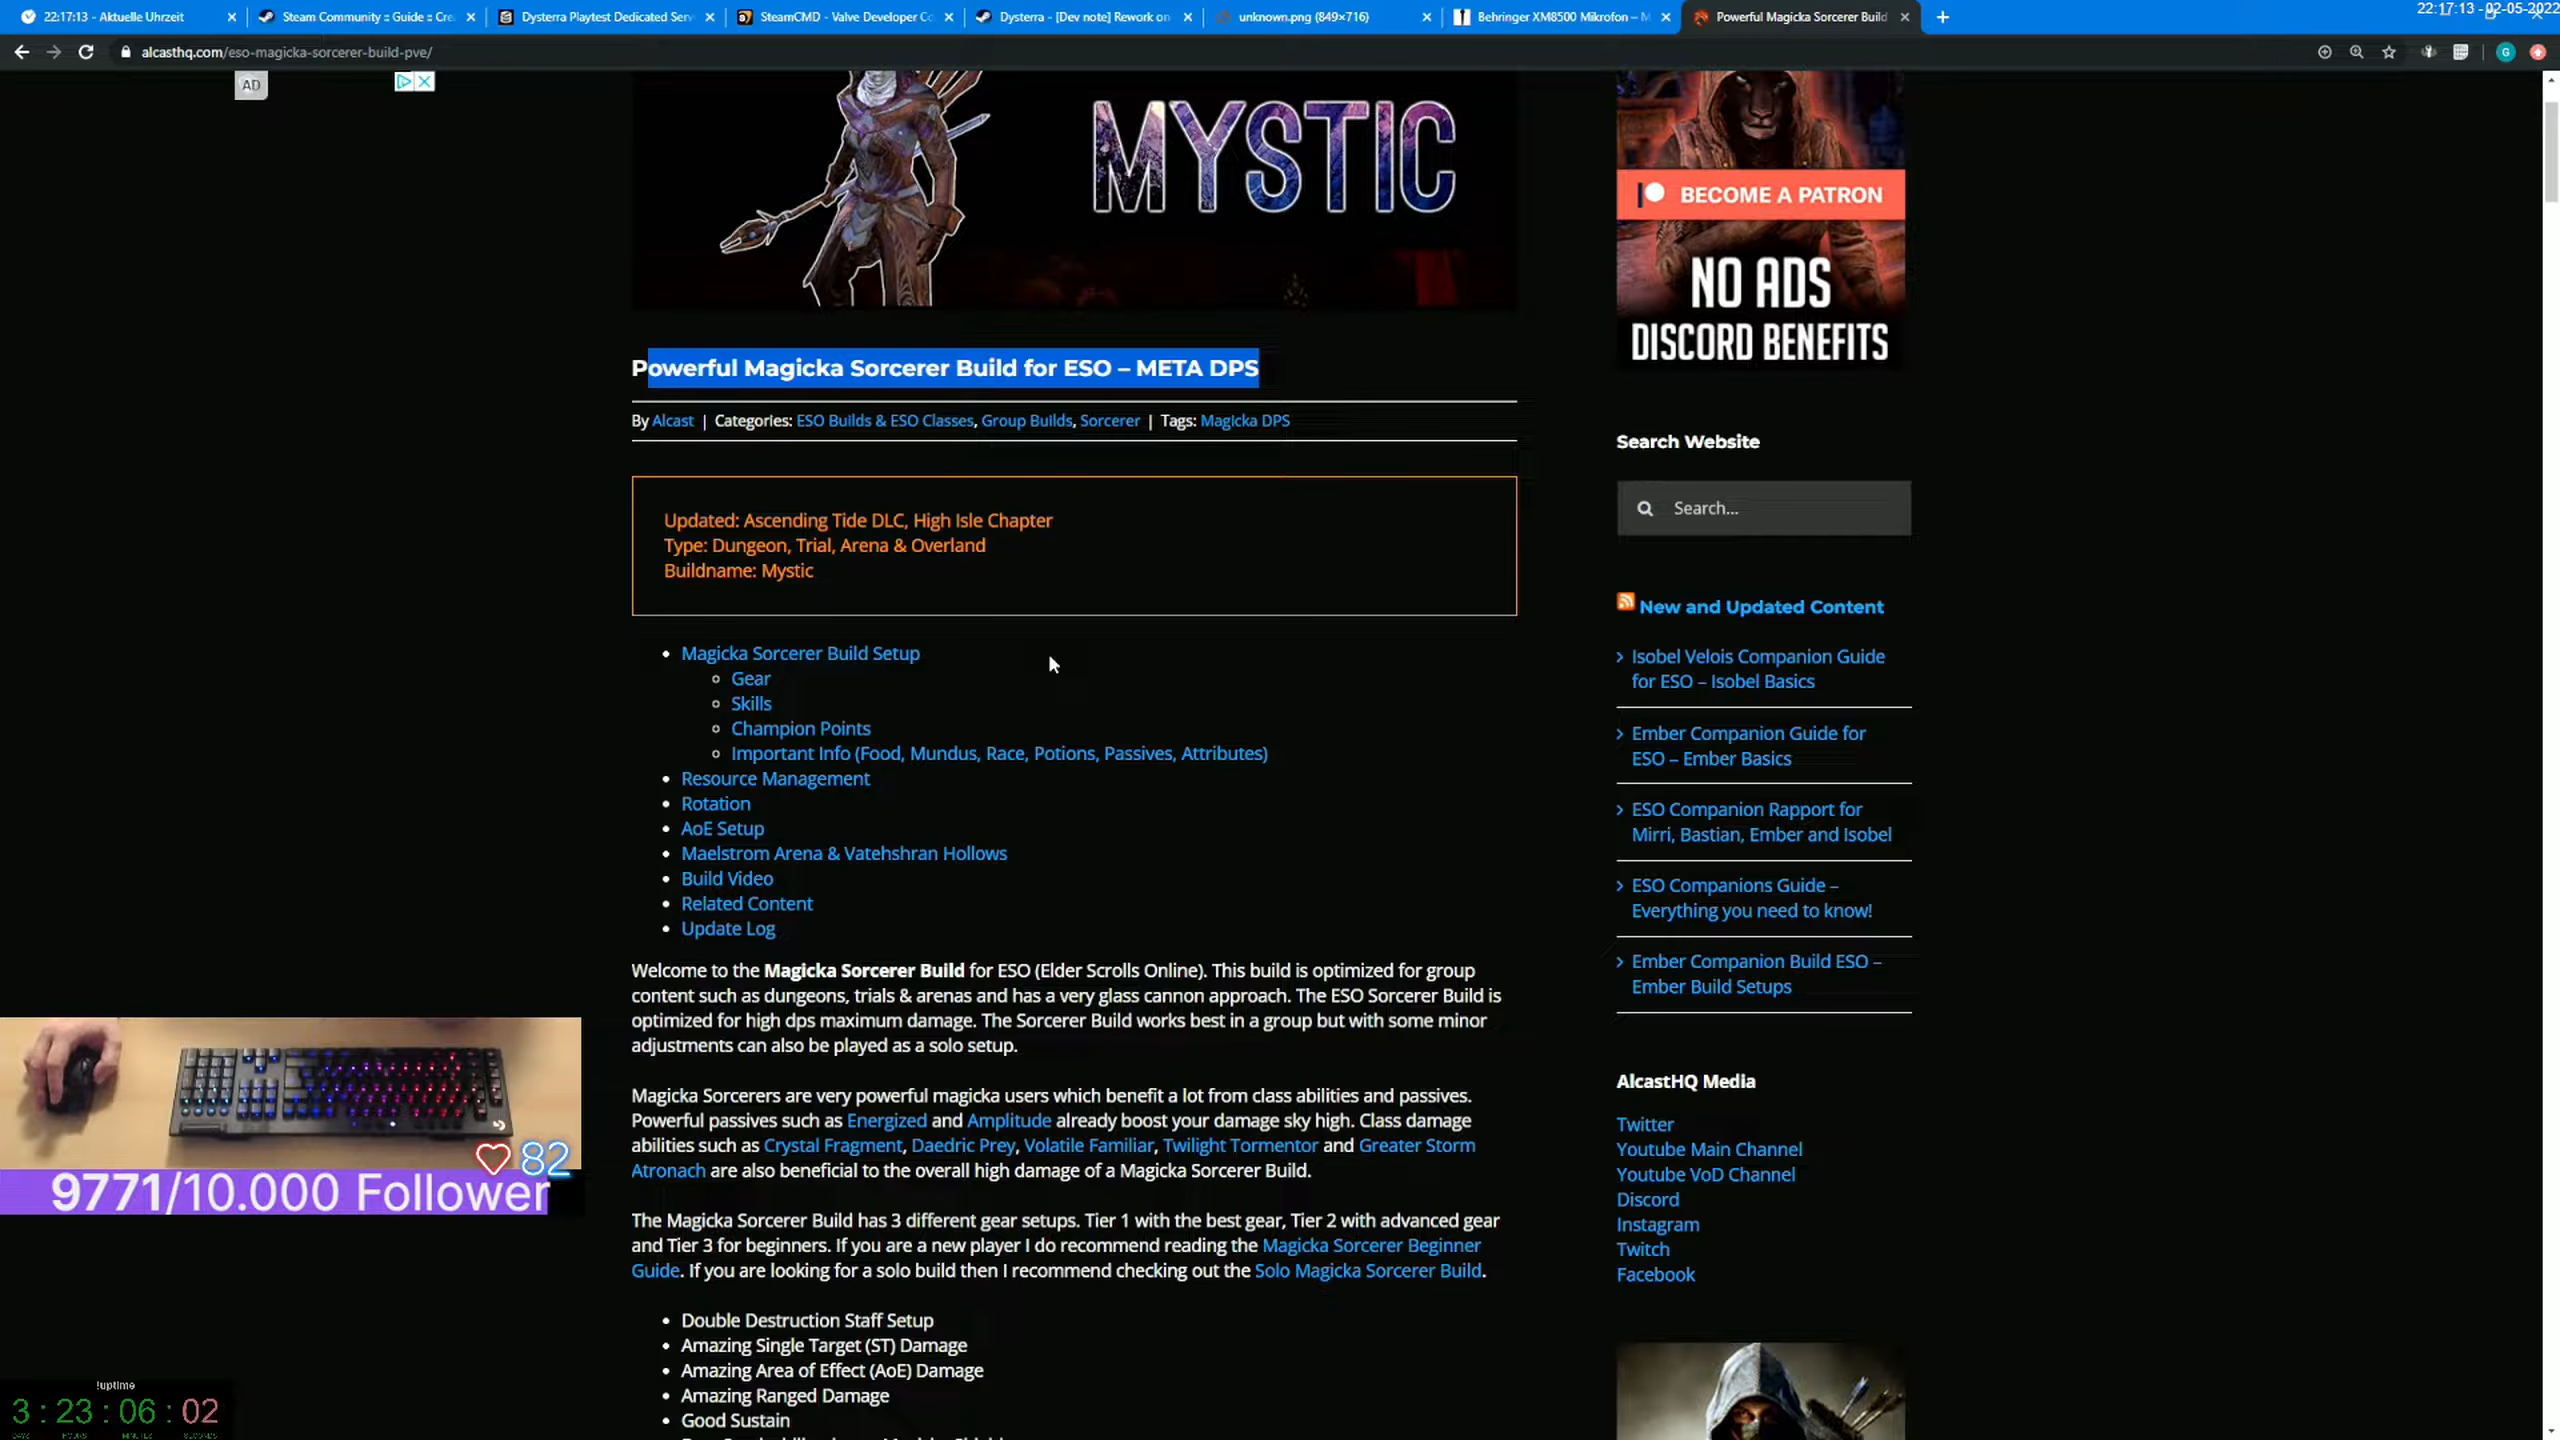 22:17:13 - Aktuelle Uhrzeit
Steam Community :: Guide :: Cre
Dysterra Playtest Dedicated Serv
SteamCMD - Valve Developer Co
Dysterra - [Dev note] Rework on
unknown.png (849×716)
Behringer XM8500 Mikrofon – M
Powerful Magicka Sorcerer Build
22:17:13 -02-05-2022
alcasthq.com/eso-magicka-sorcerer-build-pve/
G
AD
MYSTIC
BECOME A PATRON
NO ADS
DISCORD BENEFITS
Powerful Magicka Sorcerer Build for ESO – META DPS
By Alcast | Categories: ESO Builds & ESO Classes, Group Builds, Sorcerer | Tags: Magicka DPS
Updated: Ascending Tide DLC, High Isle Chapter
Type: Dungeon, Trial, Arena & Overland
Buildname: Mystic
Magicka Sorcerer Build Setup
Gear
Skills
Champion Points
Important Info (Food, Mundus, Race, Potions, Passives, Attributes)
Resource Management
Rotation
AoE Setup
Maelstrom Arena & Vatehshran Hollows
Build Video
Related Content
Update Log
Welcome to the Magicka Sorcerer Build for ESO (Elder Scrolls Online). This build is optimized for group
content such as dungeons, trials & arenas and has a very glass cannon approach. The ESO Sorcerer Build is
optimized for high dps maximum damage. The Sorcerer Build works best in a group but with some minor
adjustments can also be played as a solo setup.
Magicka Sorcerers are very powerful magicka users which benefit a lot from class abilities and passives.
Powerful passives such as Energized and Amplitude already boost your damage sky high. Class damage
abilities such as Crystal Fragment, Daedric Prey, Volatile Familiar, Twilight Tormentor and Greater Storm
Atronach are also beneficial to the overall high damage of a Magicka Sorcerer Build.
The Magicka Sorcerer Build has 3 different gear setups. Tier 1 with the best gear, Tier 2 with advanced gear
and Tier 3 for beginners. If you are a new player I do recommend reading the Magicka Sorcerer Beginner
Guide. If you are looking for a solo build then I recommend checking out the Solo Magicka Sorcerer Build.
Double Destruction Staff Setup
Amazing Single Target (ST) Damage
Amazing Area of Effect (AoE) Damage
Amazing Ranged Damage
Good Sustain
Search Website
Search...
New and Updated Content
Isobel Velois Companion Guide
for ESO – Isobel Basics
Ember Companion Guide for
ESO – Ember Basics
ESO Companion Rapport for
Mirri, Bastian, Ember and Isobel
ESO Companions Guide –
Everything you need to know!
Ember Companion Build ESO –
Ember Build Setups
AlcastHQ Media
Twitter
Youtube Main Channel
Youtube VoD Channel
Discord
Instagram
Twitch
Facebook
82
9771/10.000 Follower
!uptime
3 : 23 : 06 : 02
DAYS HOURS MINUTES SECONDS